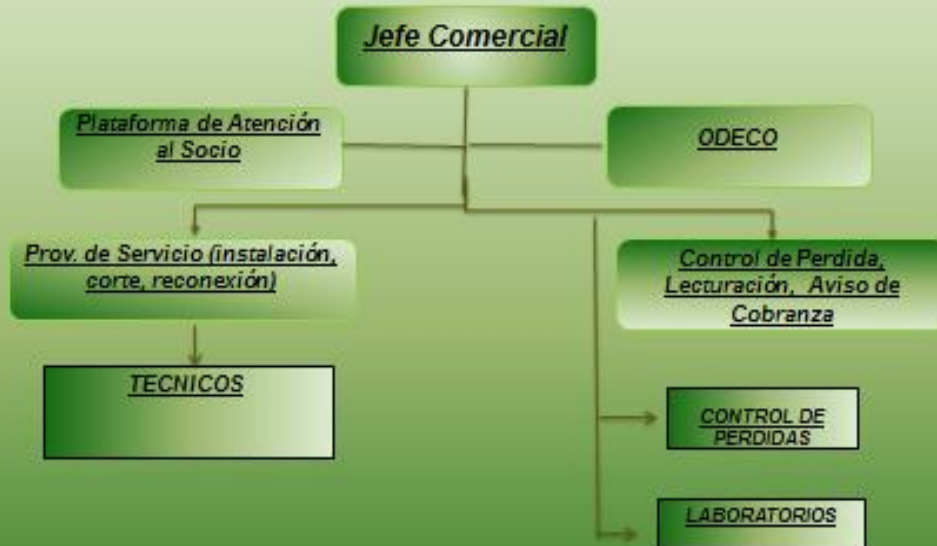 Jefe Comercial
Plataforma de Atención
al Socio
ODECO
Prov. de Servicio (instalación,
corte, reconexión)
Control de Perdida,
Lecturación, Aviso de
Cobranza
TECNICOS
CONTROL DE
PERDIDAS
LABORATORIOS